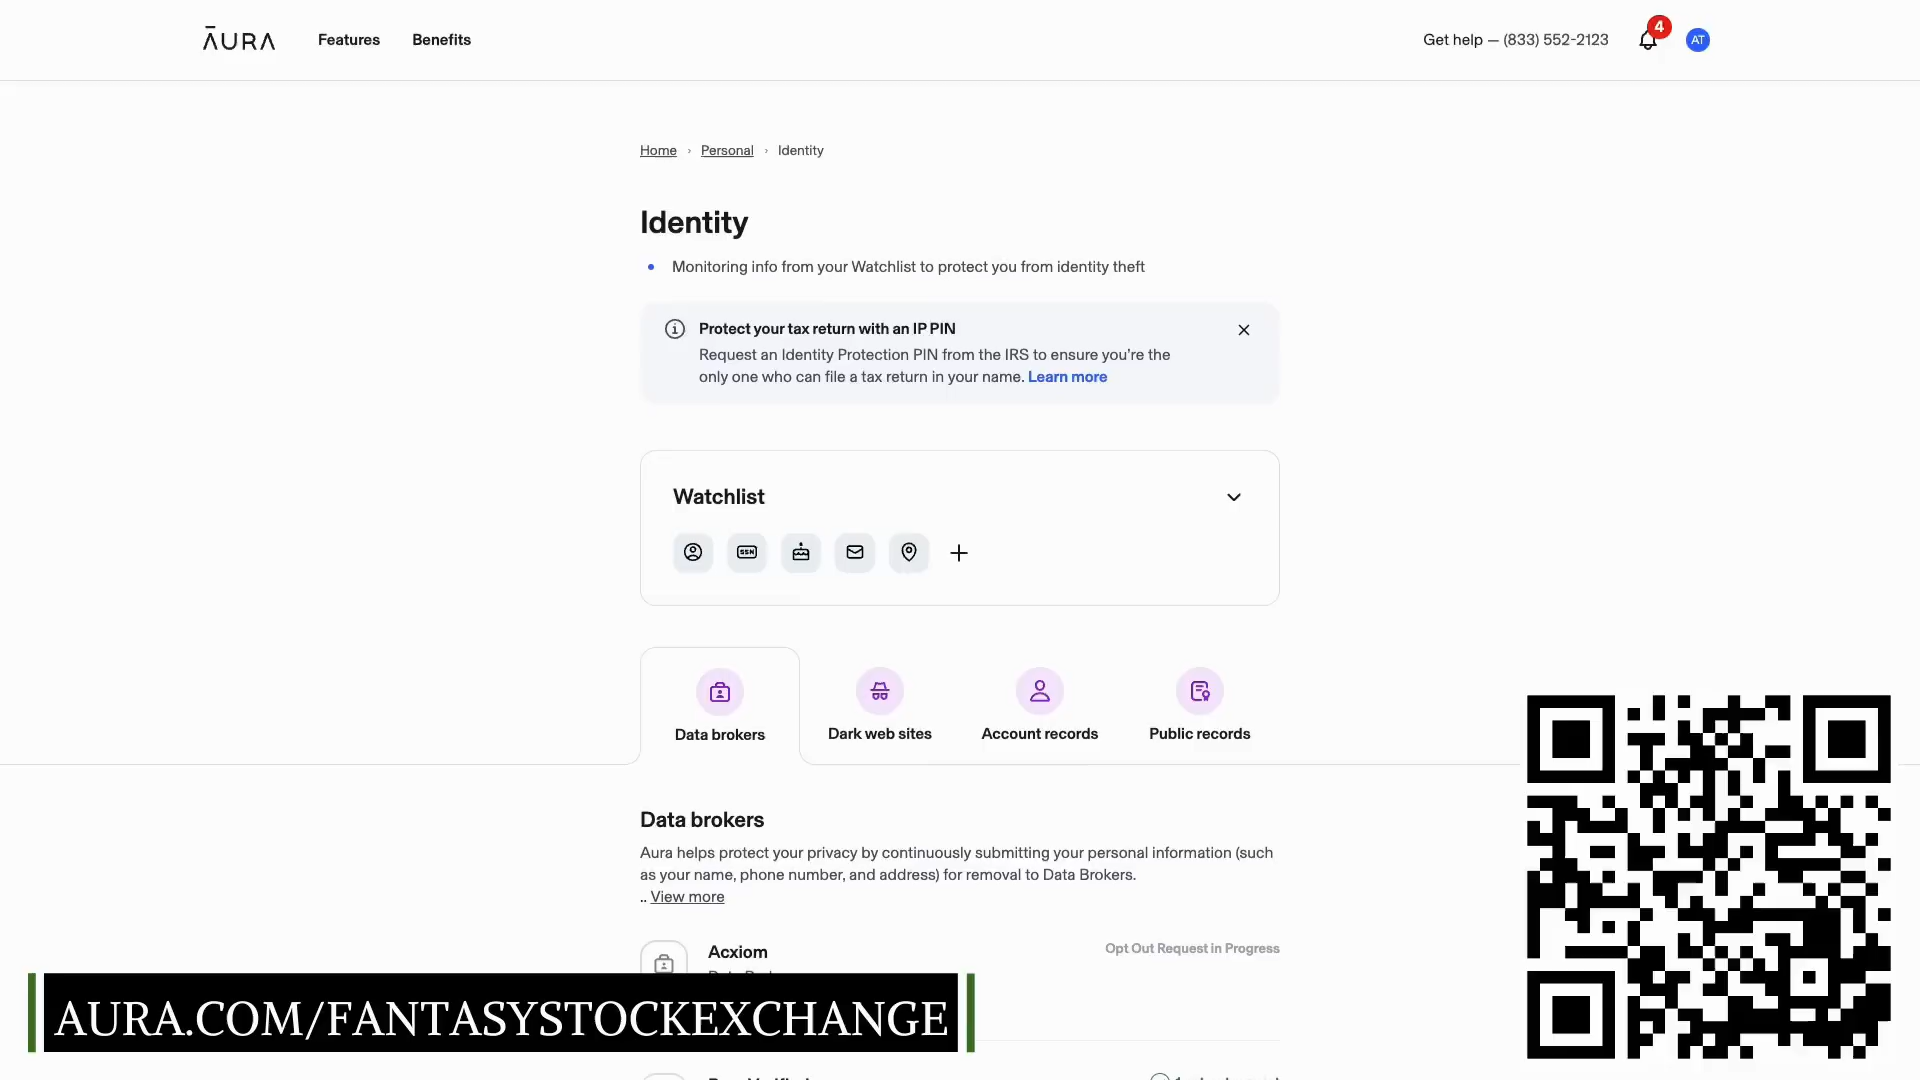 AURA
Features
Benefits
Get help — (833) 552-2123
4
AT
Home › Personal › Identity
Identity
Monitoring info from your Watchlist to protect you from identity theft
Protect your tax return with an IP PIN
Request an Identity Protection PIN from the IRS to ensure you're the
only one who can file a tax return in your name. Learn more
Watchlist
SSN
Data brokers
Dark web sites
Account records
Public records
Data brokers
Aura helps protect your privacy by continuously submitting your personal information (such
as your name, phone number, and address) for removal to Data Brokers.
.. View more
Acxiom
Opt Out Request in Progress
AURA.COM/FANTASYSTOCKEXCHANGE